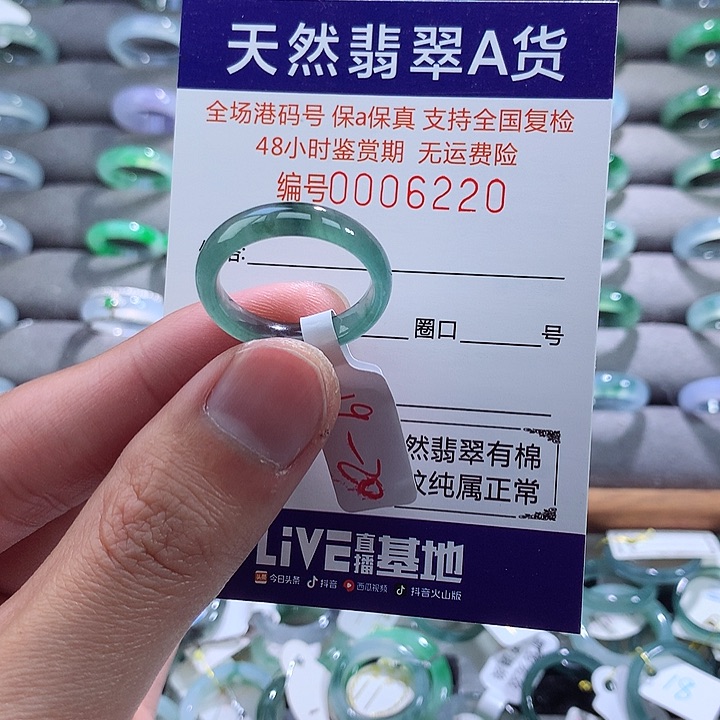 天然翡翠A货
全场港码号 保a保真 支持全国复检
48小时鉴赏期 无运费险
编号0006220
圈口 号
然翡翠有棉
纹纯属正常
LiVE直播基地
头条 今日头条 抖音 西瓜视频 抖音火山版
18